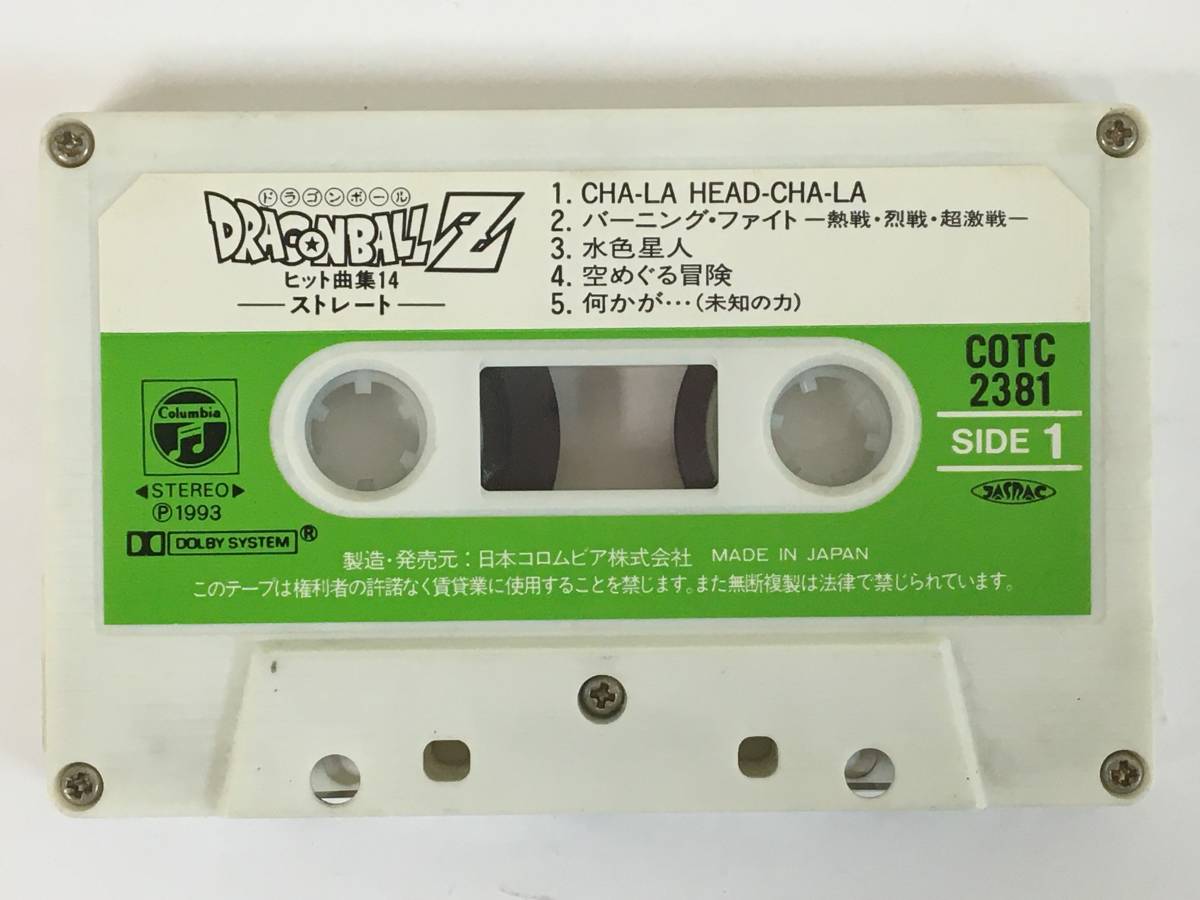 ドラゴンボール
DRAGONBALL Z
ヒット曲集14
―ストレート―
1. CHA-LA HEAD-CHA-LA
2. バーニング・ファイト ―熱戦・烈戦・超激戦―
3. 水色星人
4. 空めぐる冒険
5. 何かが…(未知の力)
COTC
2381
SIDE 1
JASRAC
Columbia
◀STEREO▶
Ⓟ1993
DOLBY SYSTEM®
製造・発売元:日本コロムビア株式会社 MADE IN JAPAN
このテープは権利者の許諾なく賃貸業に使用することを禁じます。また無断複製は法律で禁じられています。